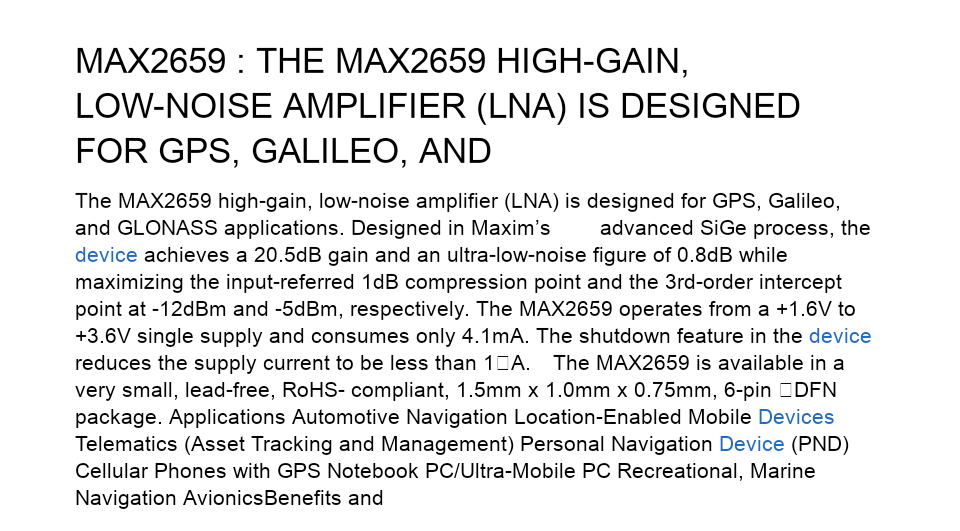 MAX2659 : THE MAX2659 HIGH-GAIN,
LOW-NOISE AMPLIFIER (LNA) IS DESIGNED
FOR GPS, GALILEO, AND
The MAX2659 high-gain, low-noise amplifier (LNA) is designed for GPS, Galileo,
and GLONASS applications. Designed in Maxim’s advanced SiGe process, the
device achieves a 20.5dB gain and an ultra-low-noise figure of 0.8dB while
maximizing the input-referred 1dB compression point and the 3rd-order intercept
point at -12dBm and -5dBm, respectively. The MAX2659 operates from a +1.6V to
+3.6V single supply and consumes only 4.1mA. The shutdown feature in the device
reduces the supply current to be less than 1□A. The MAX2659 is available in a
very small, lead-free, RoHS- compliant, 1.5mm x 1.0mm x 0.75mm, 6-pin □DFN
package. Applications Automotive Navigation Location-Enabled Mobile Devices
Telematics (Asset Tracking and Management) Personal Navigation Device (PND)
Cellular Phones with GPS Notebook PC/Ultra-Mobile PC Recreational, Marine
Navigation AvionicsBenefits and